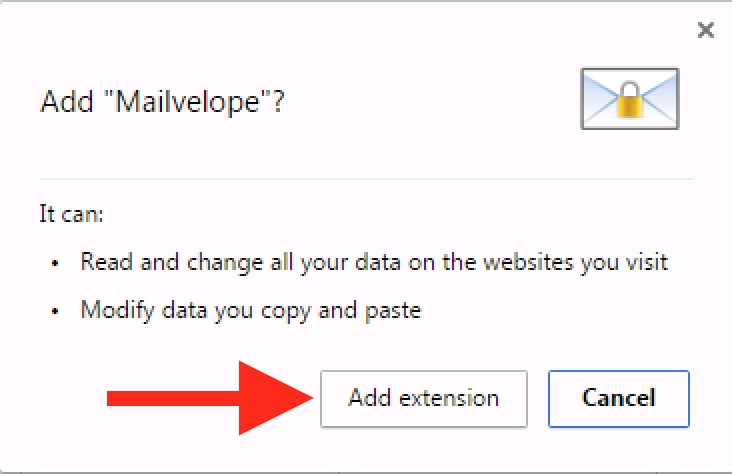 Add "Mailvelope"?
It can:
• Read and change all your data on the websites you visit
• Modify data you copy and paste
Add extension
Cancel